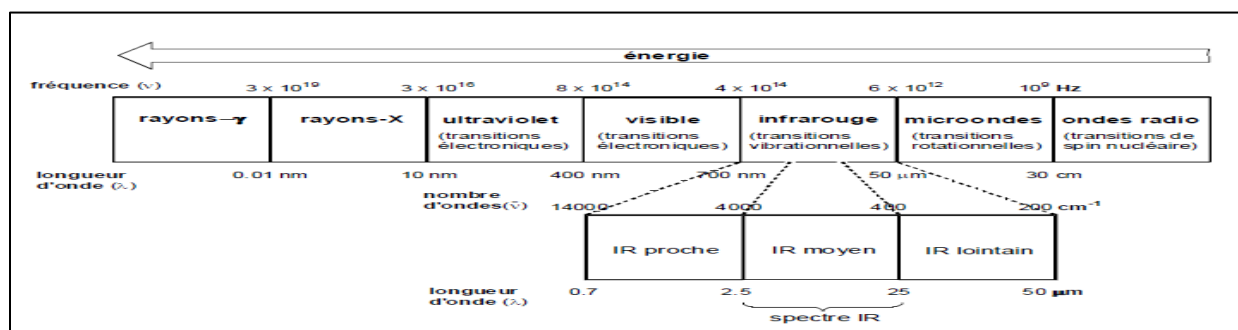 énergie
fréquence (ν) 3 × 10¹⁹ 3 × 10¹⁶ 8 × 10¹⁴ 4 × 10¹⁴ 6 × 10¹² 10⁹ Hz
rayons–γ rayons-X ultraviolet visible infrarouge microondes ondes radio
(transitions (transitions (transitions (transitions (transitions de
électroniques) électroniques) vibrationnelles) rotationnelles) spin nucléaire)
longueur 0.01 nm 10 nm 400 nm 700 nm 50 μm 30 cm
d'onde (λ)
nombre
d'ondes(ν̄) 14000 4000 400 200 cm⁻¹
IR proche IR moyen IR lointain
longueur 0.7 2.5 25 50 μm
d'onde (λ)
spectre IR